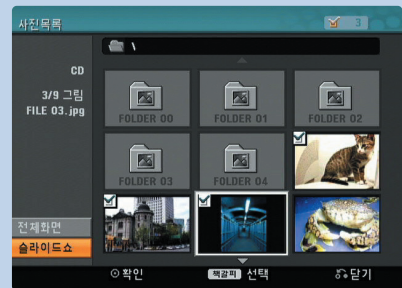 사진목록
3
\
CD
3/9 그림
FILE 03.jpg
FOLDER 00
FOLDER 01
FOLDER 02
FOLDER 03
FOLDER 04
전체화면
슬라이드쇼
확인
책갈피 선택
닫기